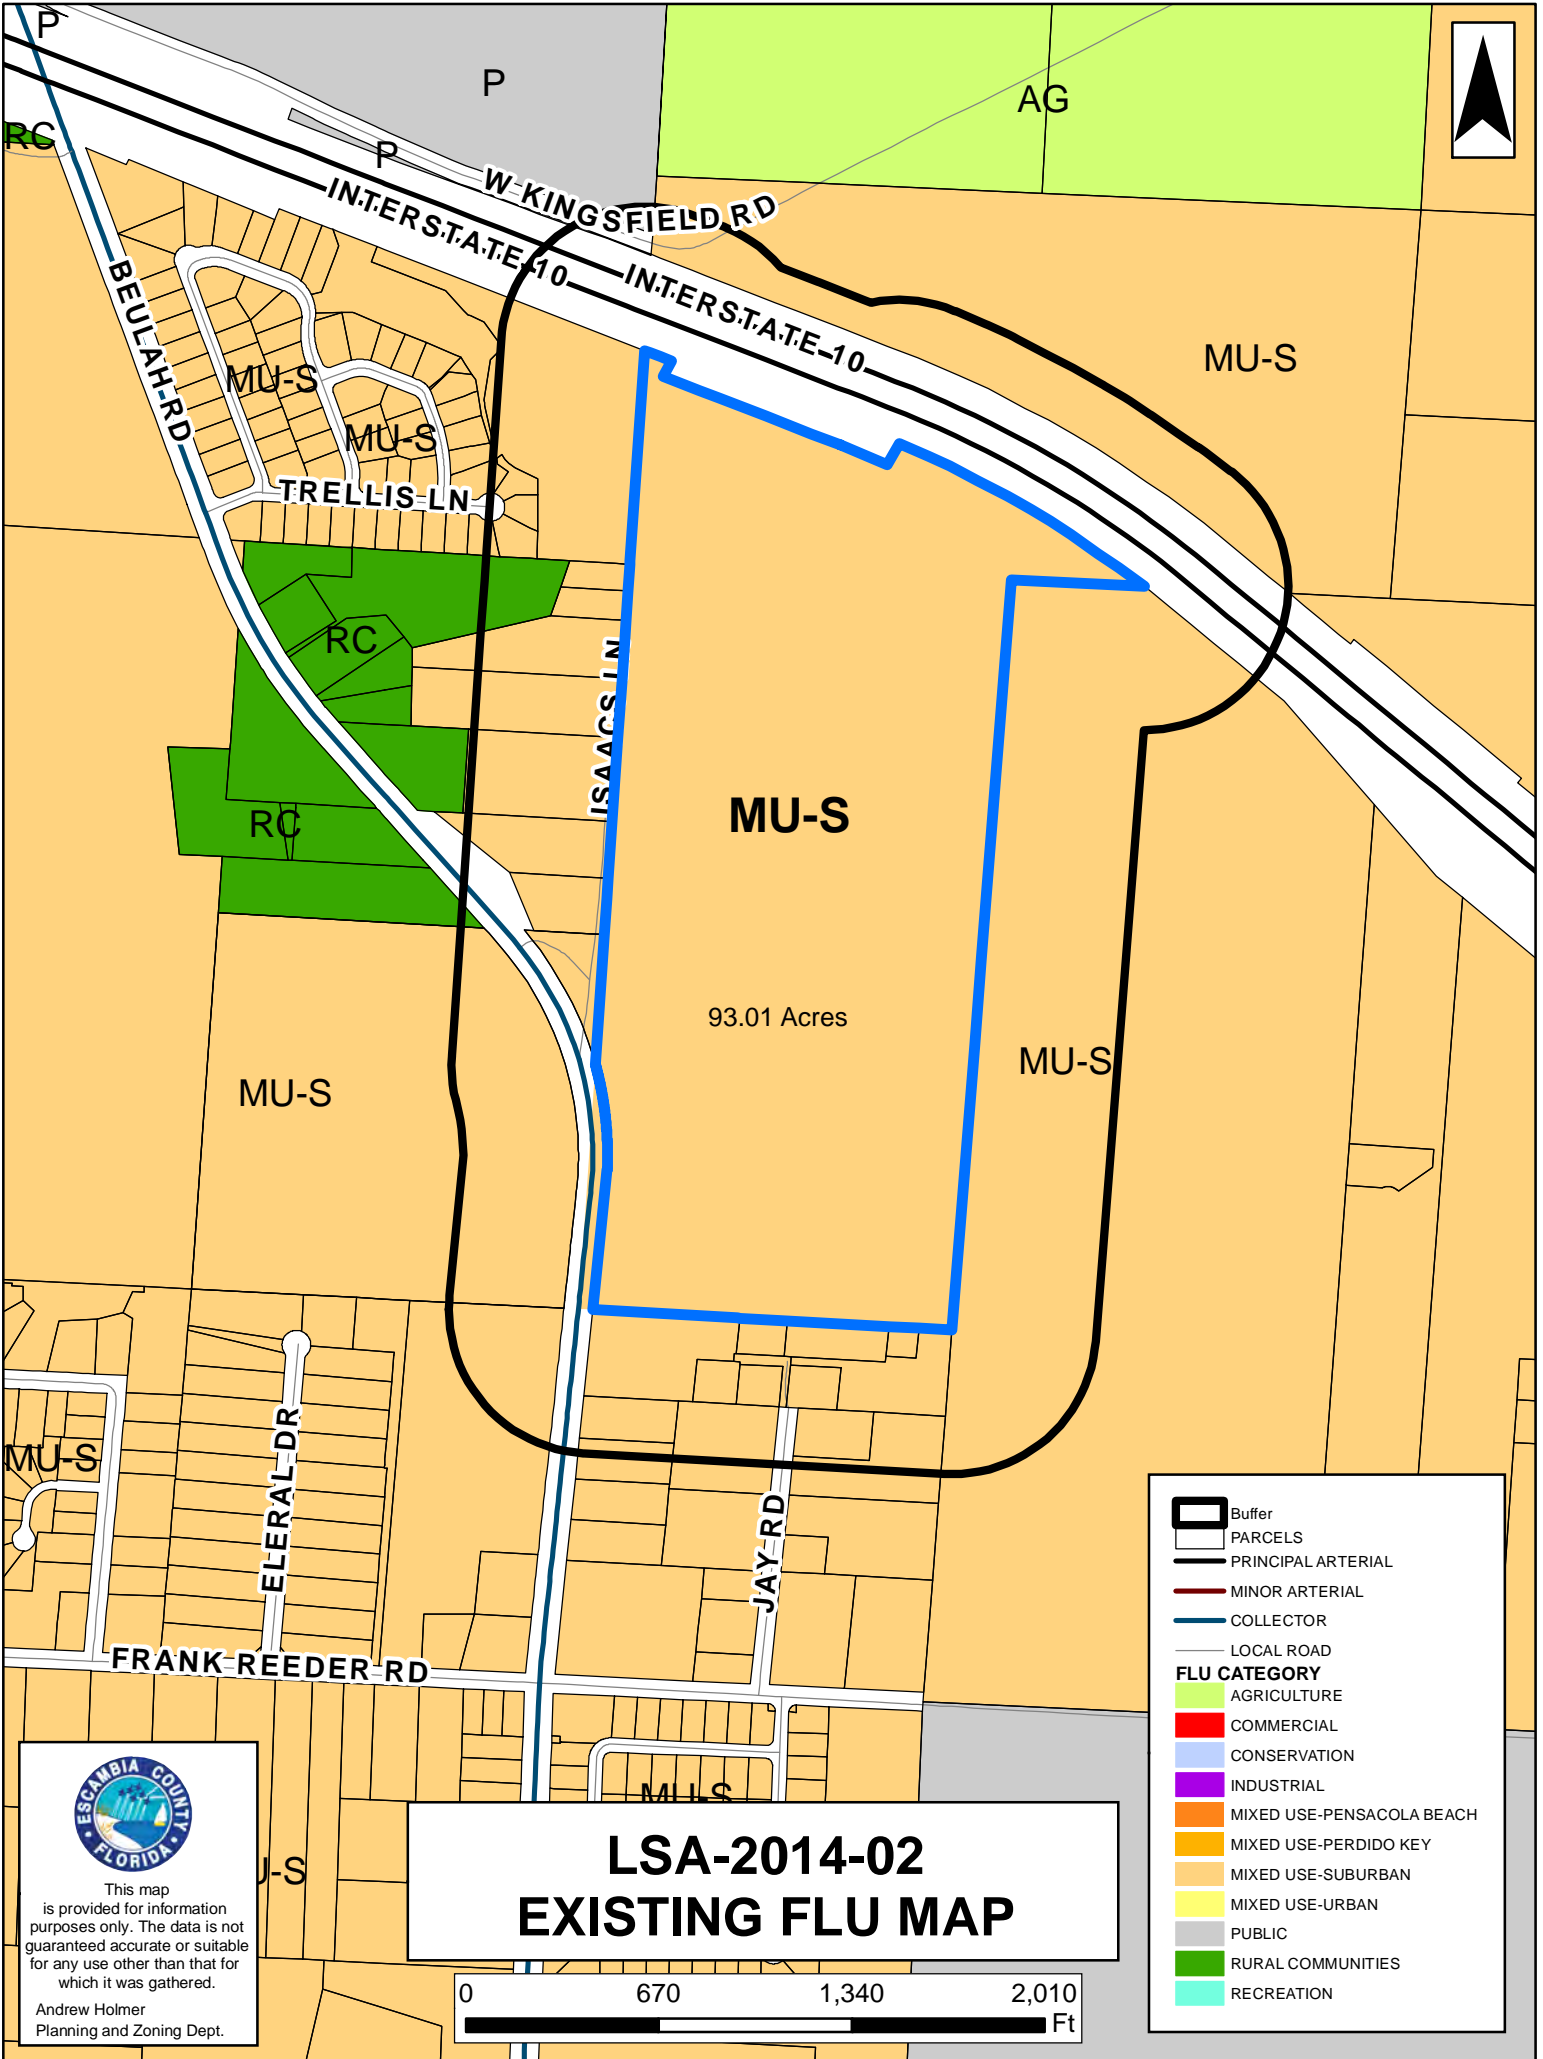 P
P
AG
RC
P
W KINGSFIELD RD
INTERSTATE 10
INTERSTATE 10
BEULAH RD
MU-S
MU-S
MU-S
TRELLIS LN
RC
ISAACS LN
MU-S
RC
93.01 Acres
MU-S
MU-S
MU-S
ELERAL DR
JAY RD
FRANK REEDER RD
MU-S
U-S
Buffer
PARCELS
PRINCIPAL ARTERIAL
MINOR ARTERIAL
COLLECTOR
LOCAL ROAD
FLU CATEGORY
AGRICULTURE
COMMERCIAL
CONSERVATION
INDUSTRIAL
MIXED USE-PENSACOLA BEACH
MIXED USE-PERDIDO KEY
MIXED USE-SUBURBAN
MIXED USE-URBAN
PUBLIC
RURAL COMMUNITIES
RECREATION
ESCAMBIA COUNTY
FLORIDA
This map
is provided for information
purposes only. The data is not
guaranteed accurate or suitable
for any use other than that for
which it was gathered.
Andrew Holmer
Planning and Zoning Dept.
LSA-2014-02
EXISTING FLU MAP
0 670 1,340 2,010
Ft